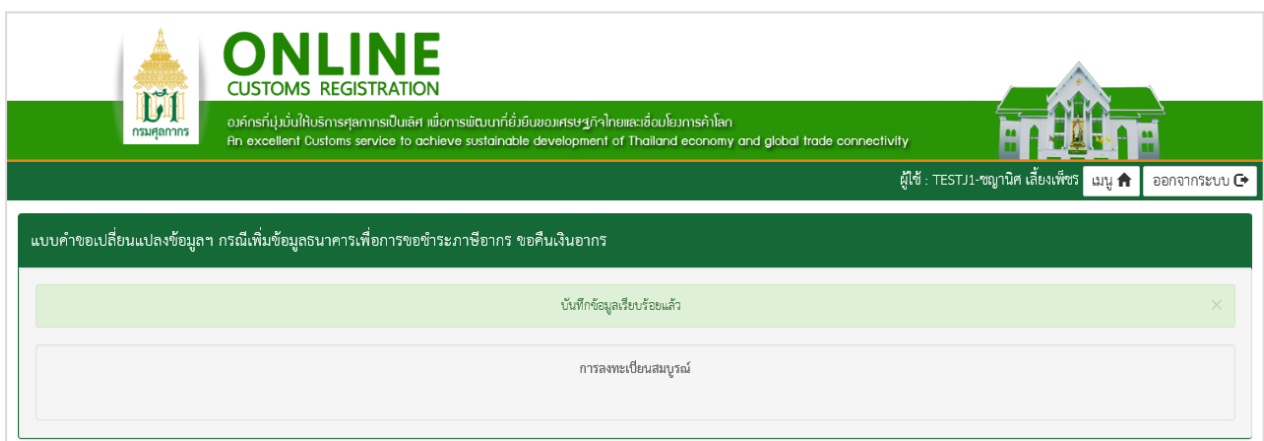 ONLINE
CUSTOMS REGISTRATION
กรมศุลกากร
องค์กรที่มุ่งมั่นให้บริการศุลกากรเป็นเลิศ เพื่อการพัฒนาที่ยั่งยืนของเศรษฐกิจไทยและเชื่อมโยงการค้าโลก
An excellent Customs service to achieve sustainable development of Thailand economy and global trade connectivity
ผู้ใช้ : TESTJ1-ชญานิศ เลี้ยงเพ็ชร เมนู ออกจากระบบ
แบบคำขอเปลี่ยนแปลงข้อมูลฯ กรณีเพิ่มข้อมูลธนาคารเพื่อการขอชำระภาษีอากร ขอคืนเงินอากร
บันทึกข้อมูลเรียบร้อยแล้ว ×
การลงทะเบียนสมบูรณ์